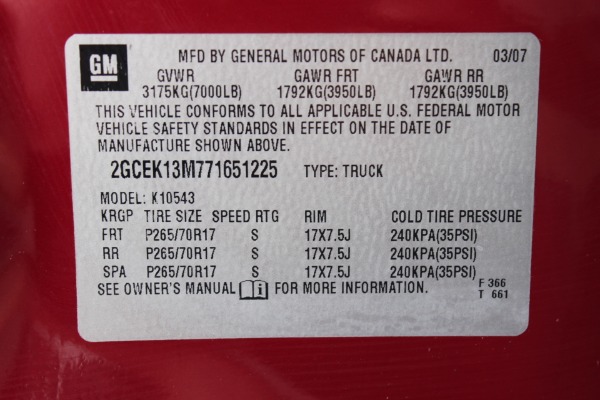 GM
MFD BY GENERAL MOTORS OF CANADA LTD. 03/07
GVWR GAWR FRT GAWR RR
3175KG(7000LB) 1792KG(3950LB) 1792KG(3950LB)
THIS VEHICLE CONFORMS TO ALL APPLICABLE U.S. FEDERAL MOTOR
VEHICLE SAFETY STANDARDS IN EFFECT ON THE DATE OF
MANUFACTURE SHOWN ABOVE.
2GCEK13M771651225 TYPE: TRUCK
MODEL: K10543
KRGP TIRE SIZE SPEED RTG RIM COLD TIRE PRESSURE
FRT P265/70R17 S 17X7.5J 240KPA(35PSI)
RR P265/70R17 S 17X7.5J 240KPA(35PSI)
SPA P265/70R17 S 17X7.5J 240KPA(35PSI)
SEE OWNER'S MANUAL i FOR MORE INFORMATION.
F 366
T 661